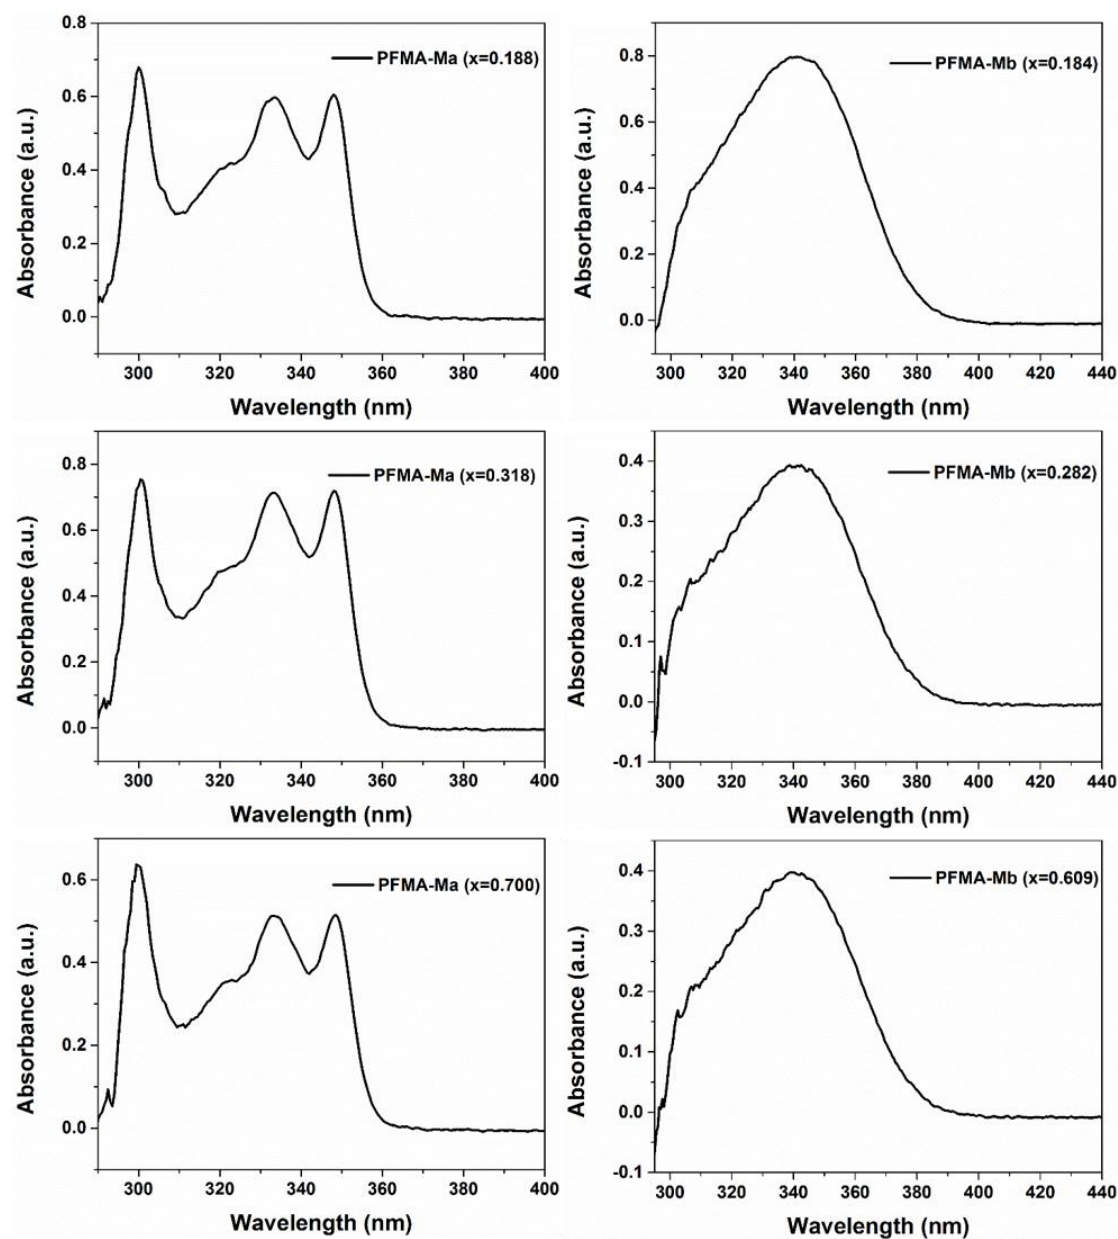 0.8
0.6
0.4
0.2
0.0
Absorbance (a.u.)
PFMA-Ma (x=0.188)
300 320 340 360 380 400
Wavelength (nm)
0.8
0.6
0.4
0.2
0.0
Absorbance (a.u.)
PFMA-Mb (x=0.184)
300 320 340 360 380 400 420 440
Wavelength (nm)
0.8
0.6
0.4
0.2
0.0
Absorbance (a.u.)
PFMA-Ma (x=0.318)
300 320 340 360 380 400
Wavelength (nm)
0.4
0.3
0.2
0.1
0.0
-0.1
Absorbance (a.u.)
PFMA-Mb (x=0.282)
300 320 340 360 380 400 420 440
Wavelength (nm)
0.6
0.4
0.2
0.0
Absorbance (a.u.)
PFMA-Ma (x=0.700)
300 320 340 360 380 400
Wavelength (nm)
0.4
0.3
0.2
0.1
0.0
-0.1
Absorbance (a.u.)
PFMA-Mb (x=0.609)
300 320 340 360 380 400 420 440
Wavelength (nm)